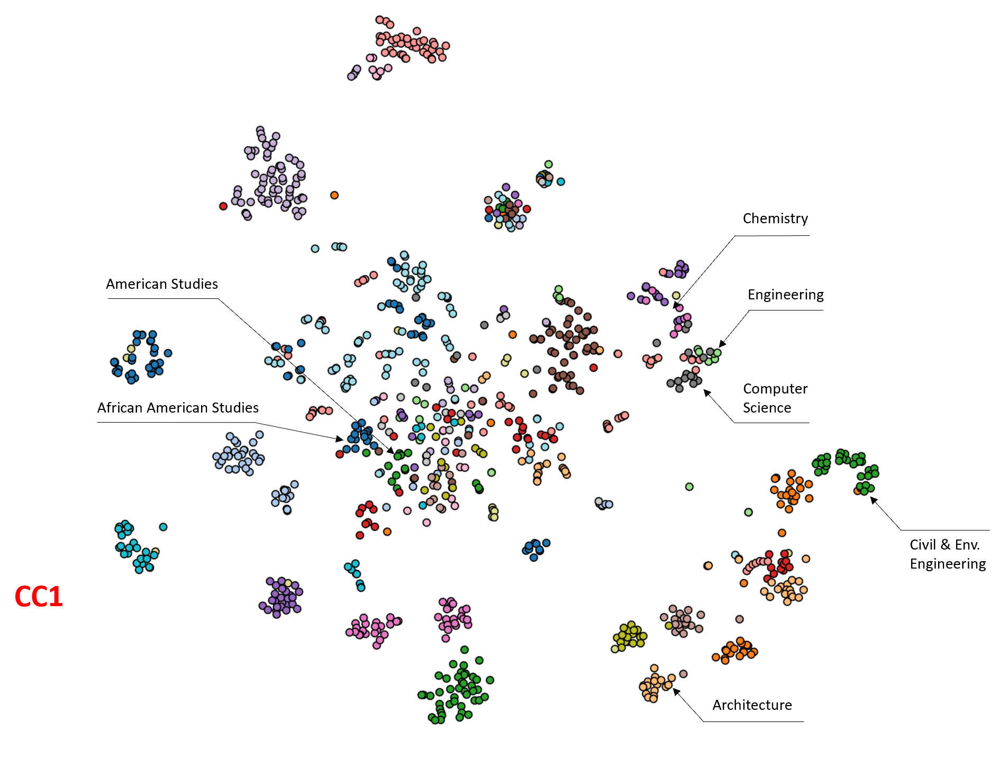 Chemistry
American Studies
Engineering
Computer
Science
African American Studies
Civil & Env.
Engineering
CC1
Architecture